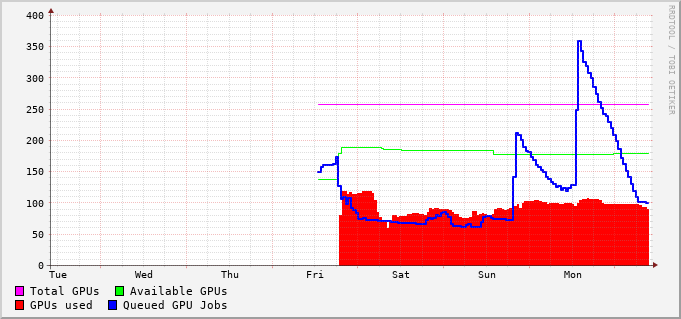 400
350
300
250
200
150
100
50
0
Tue Wed Thu Fri Sat Sun Mon
Total GPUs Available GPUs
GPUs used Queued GPU Jobs
RRDTOOL / TOBI OETIKER